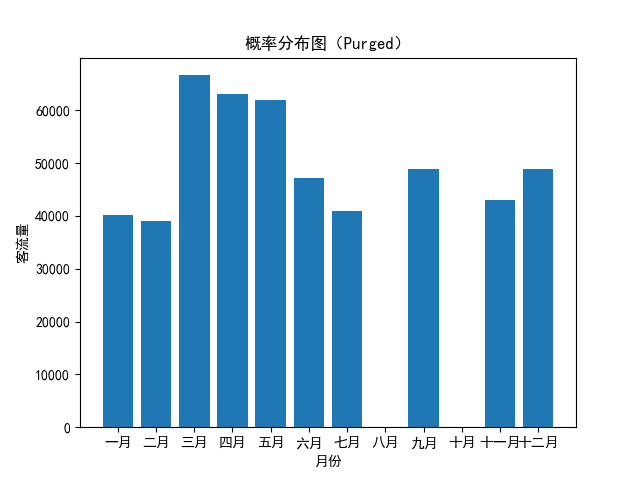 概率分布图（Purged）
客流量
60000
50000
40000
30000
20000
10000
0
一月 二月 三月 四月 五月 六月 七月 八月 九月 十月 十一月 十二月
月份